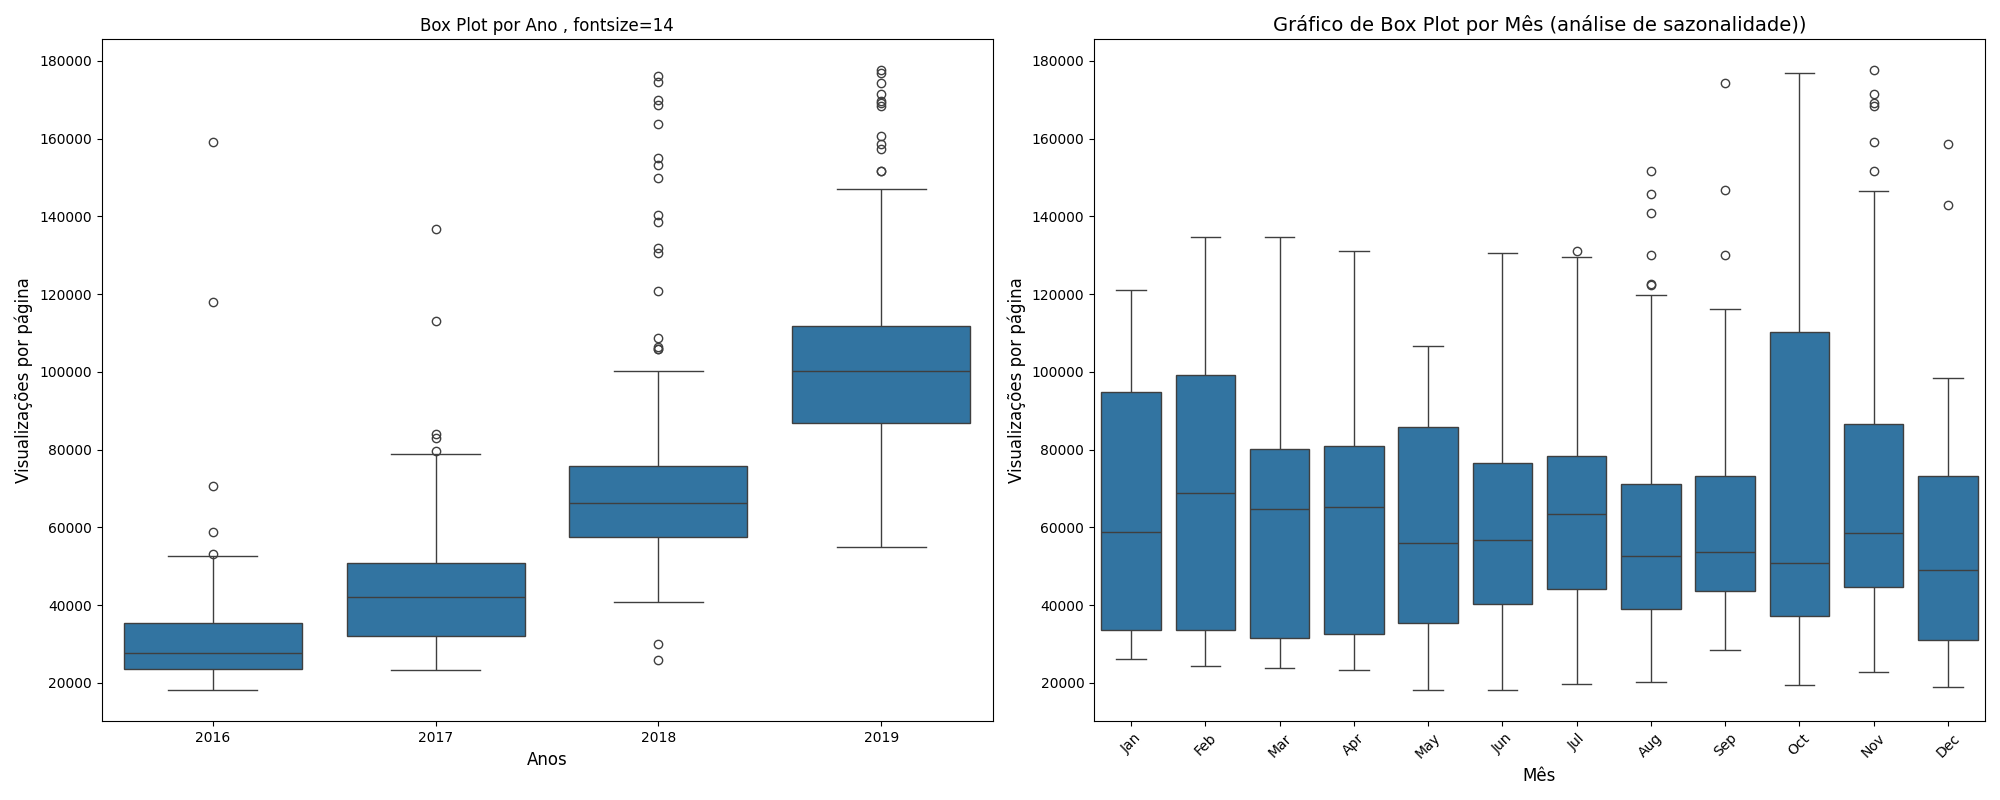 Box Plot por Ano , fontsize=14
Visualizações por página
180000
160000
140000
120000
100000
80000
60000
40000
20000
2016 2017 2018 2019
Anos
Gráfico de Box Plot por Mês (análise de sazonalidade))
Visualizações por página
180000
160000
140000
120000
100000
80000
60000
40000
20000
Jan Feb Mar Apr May Jun Jul Aug Sep Oct Nov Dec
Mês